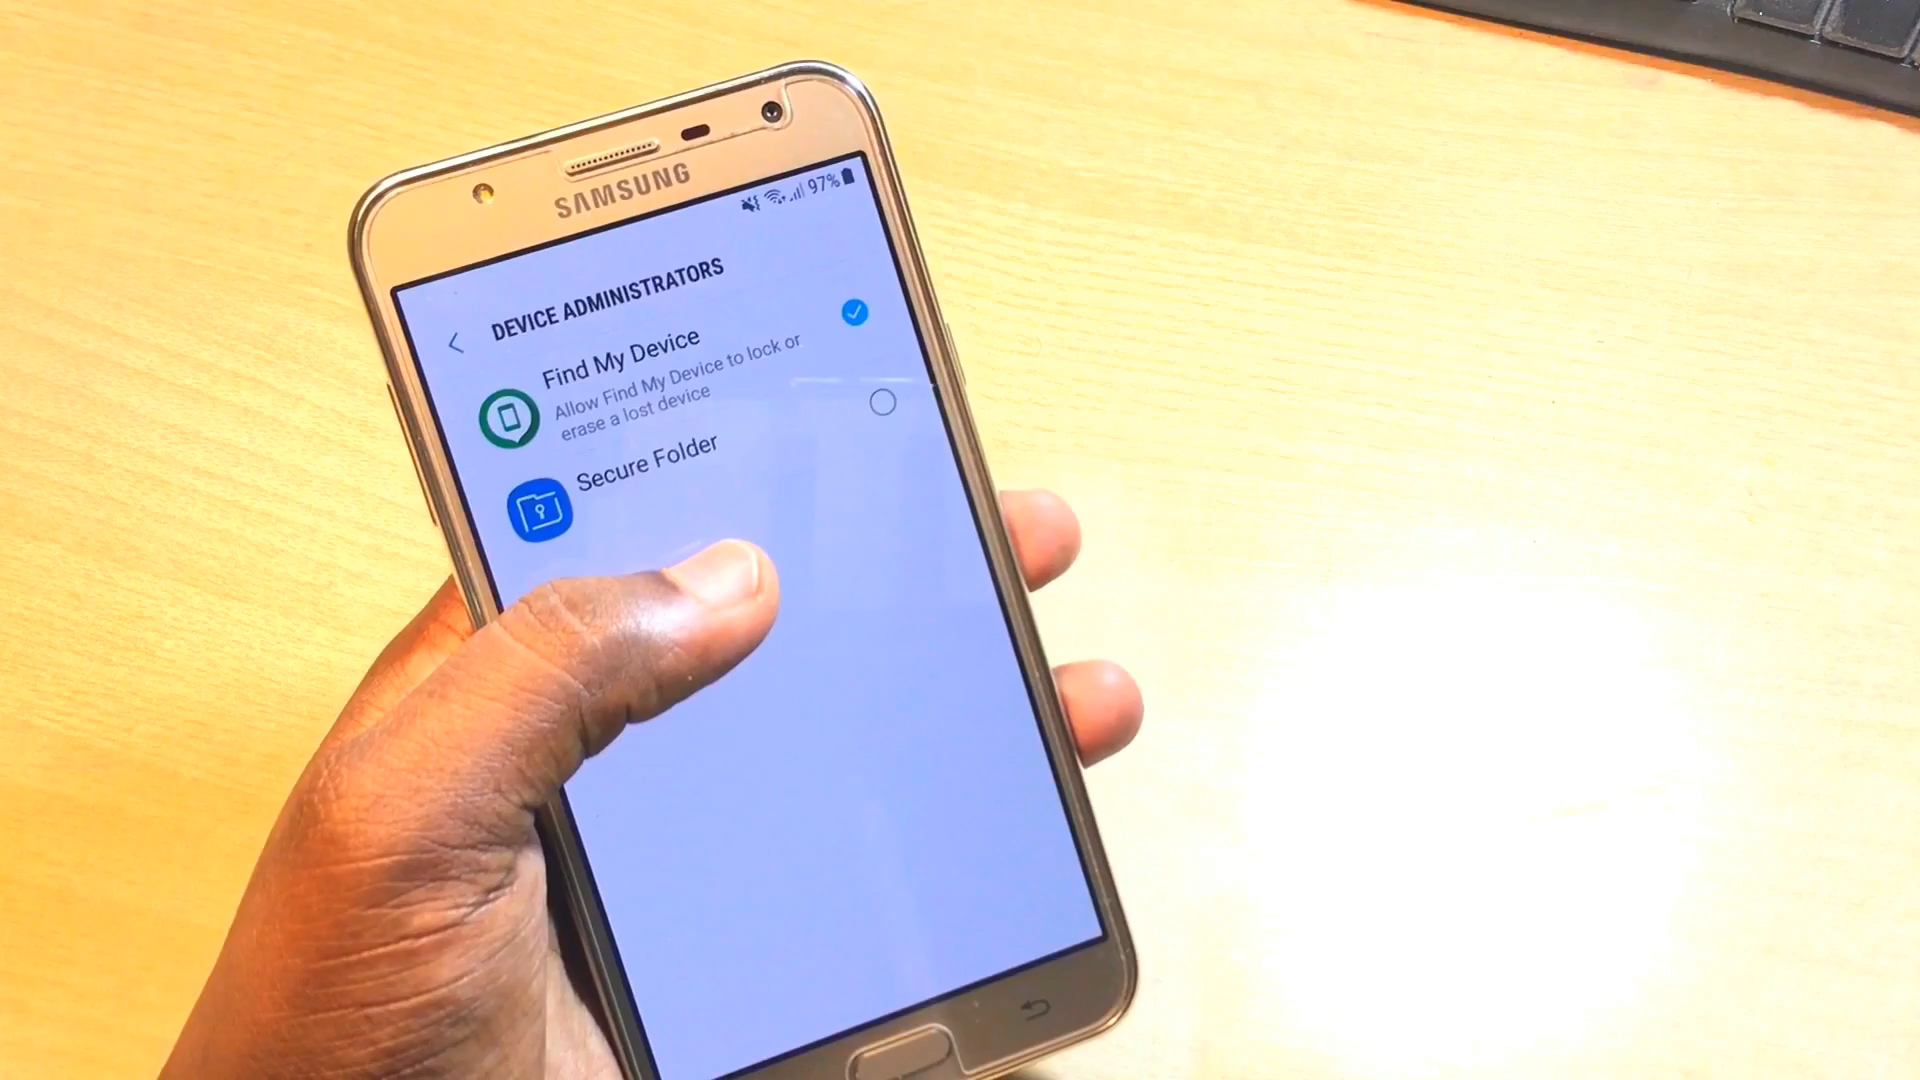 SAMSUNG
97%
DEVICE ADMINISTRATORS
Find My Device
Allow Find My Device to lock or
erase a lost device
Secure Folder